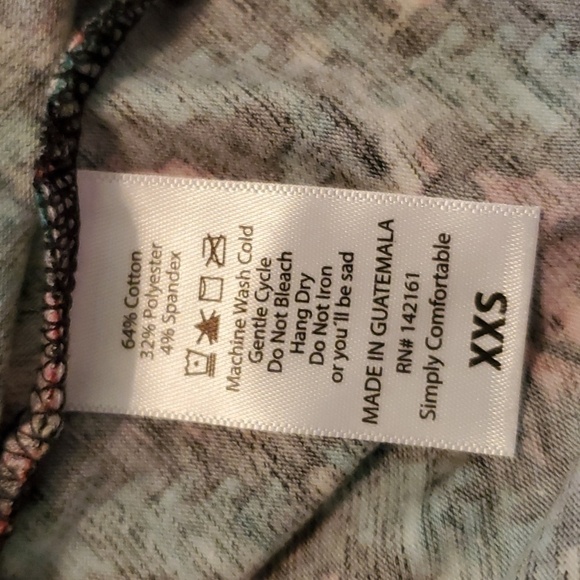 64% Cotton
32% Polyester
4% Spandex
Machine Wash Cold
Gentle Cycle
Do Not Bleach
Hang Dry
Do Not Iron
or you'll be sad
MADE IN GUATEMALA
RN# 142161
Simply Comfortable
XXS